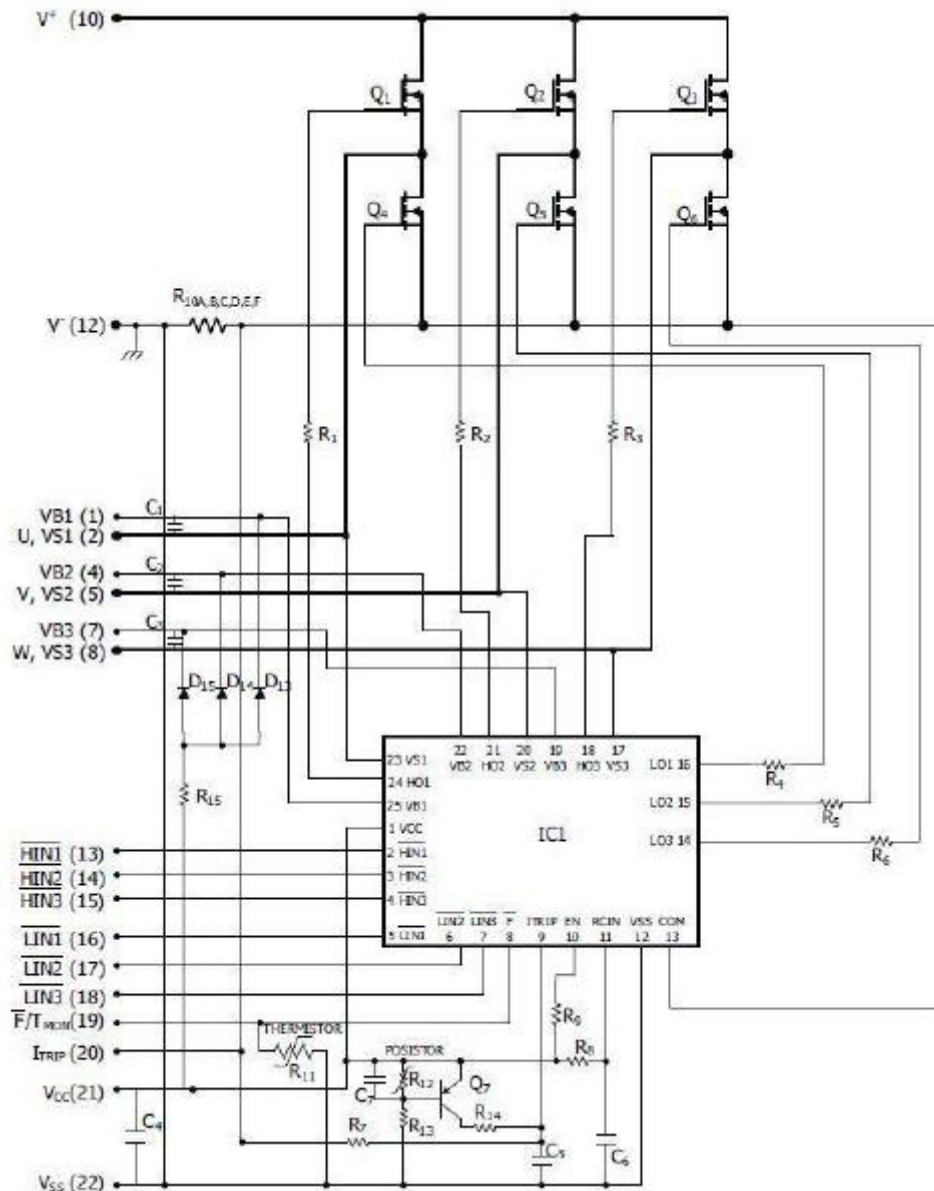 V⁺ (10)
Q₁
Q₂
Q₃
Q₄
Q₅
Q₆
R₁₀A,B,C,D,E,F
V⁻ (12)
R₁
R₂
R₃
VB1 (1)
C₁
U, VS1 (2)
VB2 (4)
C₂
V, VS2 (5)
VB3 (7)
C₃
W, VS3 (8)
D₁₅
D₁₄
D₁₃
22 21 20 19 18 17
VB2 HO2 VS2 VB3 HO3 VS3
23 VS1
LO1 16
R₄
24 HO1
R₁₅
25 VB1
LO2 15
R₅
1 VCC
IC1
HIN1 (13)
2 HIN1
LO3 14
R₆
HIN2 (14)
3 HIN2
HIN3 (15)
4 HIN3
LIN1 (16)
5 LIN1
LIN2 LIN3 F ITRIP EN RCIN VSS COM
6 7 8 9 10 11 12 13
LIN2 (17)
LIN3 (18)
F/TMON(19)
THERMISTOR
R₉
ITRIP (20)
R₁₁
POSISTOR
R₈
VCC(21)
C₇
R₁₂
Q₇
C₄
R₇
R₁₃
R₁₄
C₅
C₆
VSS (22)